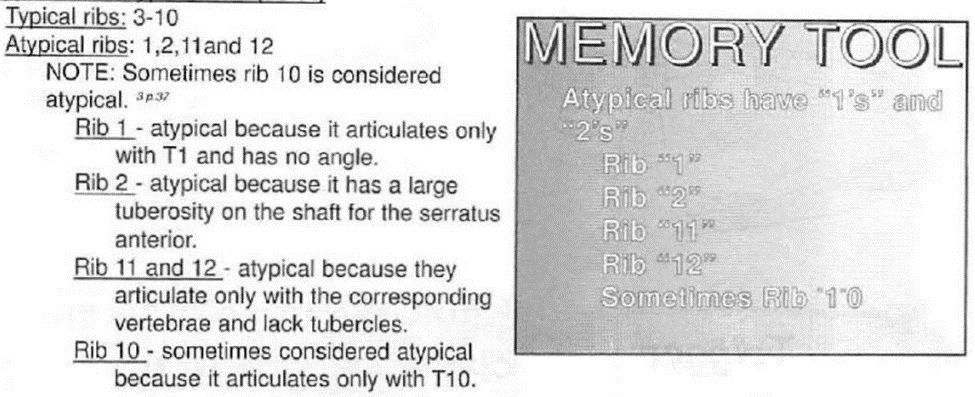 Typical ribs: 3-10
Atypical ribs: 1,2,11and 12
NOTE: Sometimes rib 10 is considered
atypical. 3 p.37
Rib 1 - atypical because it articulates only
with T1 and has no angle.
Rib 2 - atypical because it has a large
tuberosity on the shaft for the serratus
anterior.
Rib 11 and 12 - atypical because they
articulate only with the corresponding
vertebrae and lack tubercles.
Rib 10 - sometimes considered atypical
because it articulates only with T10.
MEMORY TOOL
Atypical ribs have "1's" and
"2's"
Rib "1"
Rib "2"
Rib "11"
Rib "12"
Sometimes Rib "1"0